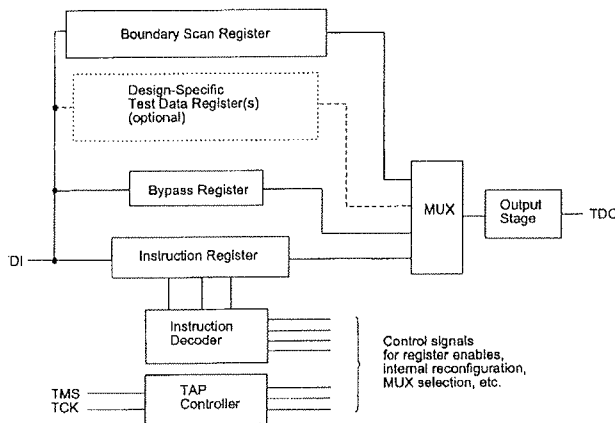 Boundary Scan Register
Design-Specific
Test Data Register(s)
(optional)
Bypass Register
MUX
Output
Stage
TDO
DI
Instruction Register
Instruction
Decoder
Control signals
for register enables,
internal reconfiguration,
MUX selection, etc.
TMS
TCK
TAP
Controller